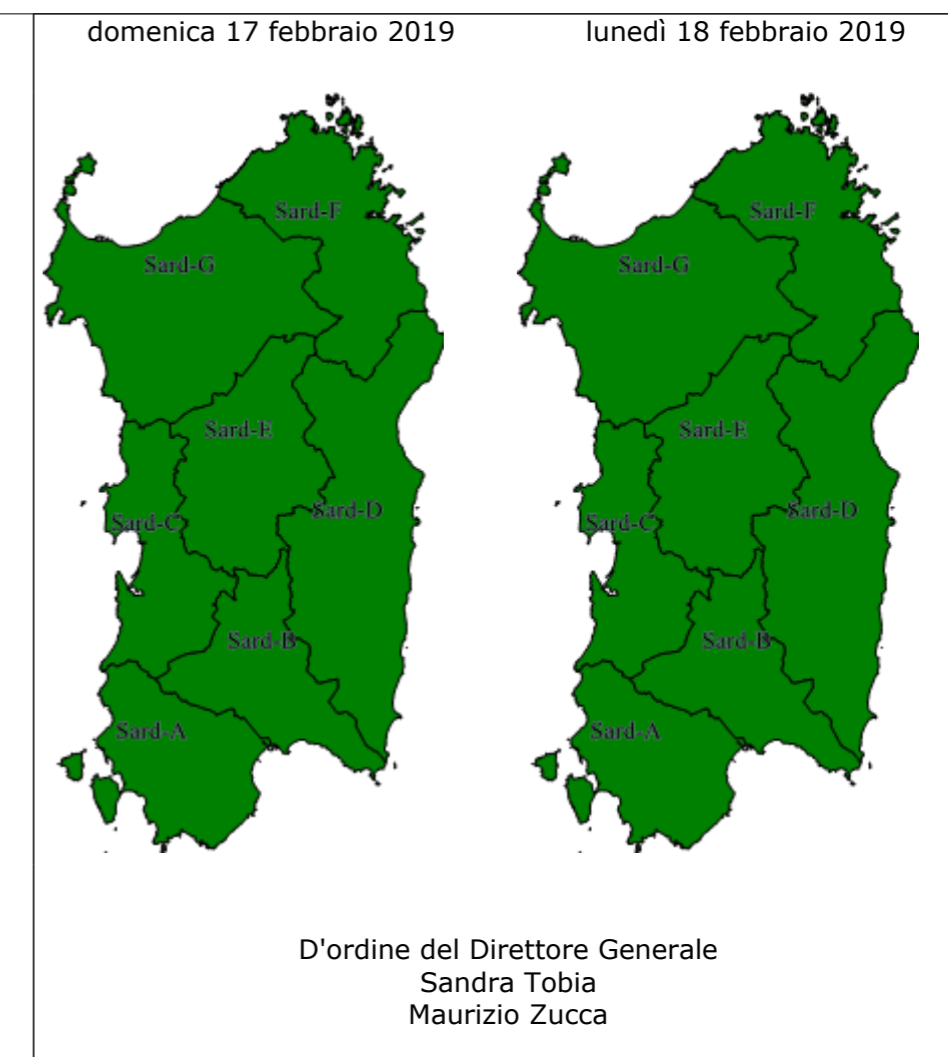 domenica 17 febbraio 2019
lunedì 18 febbraio 2019
Sard-F
Sard-G
Sard-E
Sard-D
Sard-C
Sard-B
Sard-A
Sard-F
Sard-G
Sard-E
Sard-D
Sard-C
Sard-B
Sard-A
D'ordine del Direttore Generale
Sandra Tobia
Maurizio Zucca